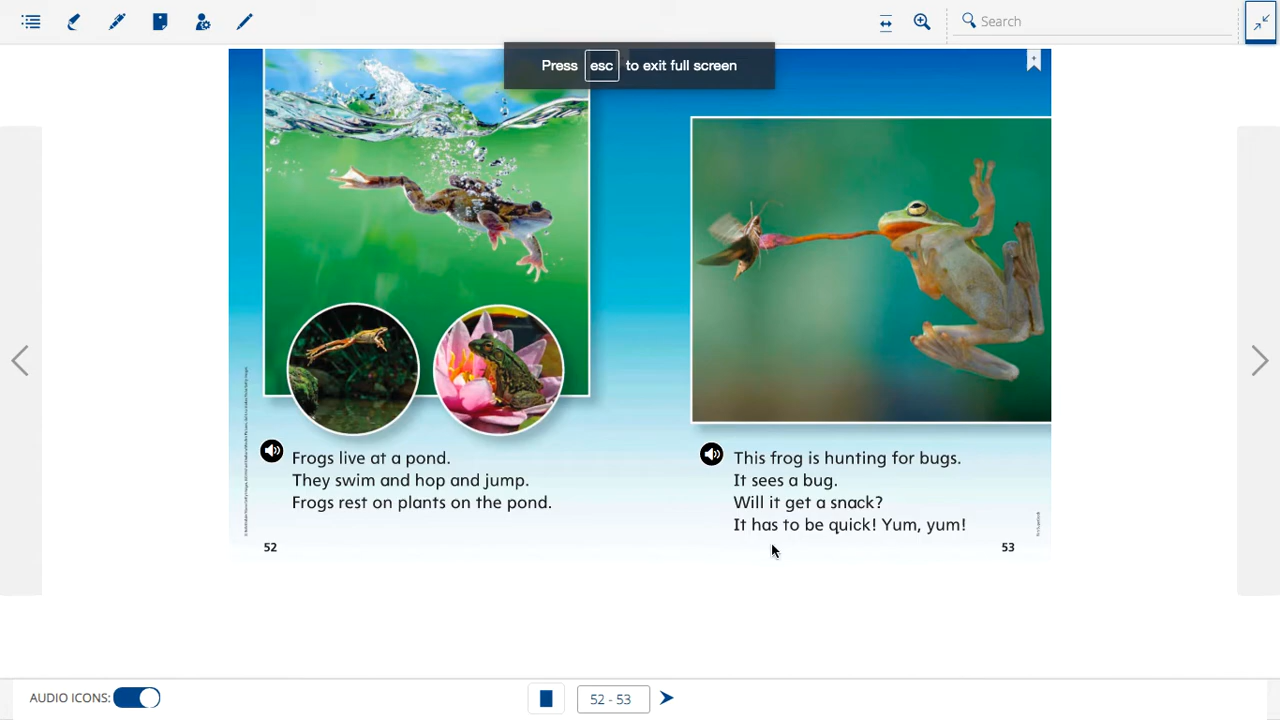 Search
Press esc to exit full screen
Frogs live at a pond.
They swim and hop and jump.
Frogs rest on plants on the pond.
52
This frog is hunting for bugs.
It sees a bug.
Will it get a snack?
It has to be quick! Yum, yum!
53
AUDIO ICONS:
52 - 53